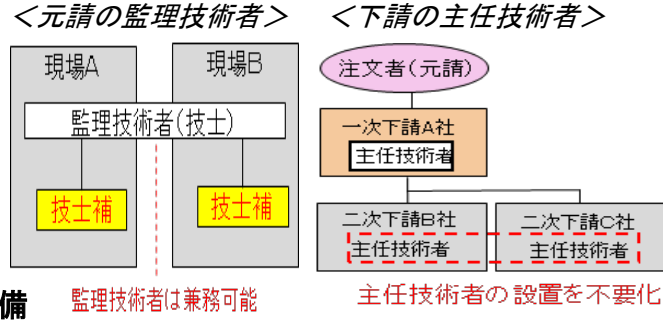 ＜元請の監理技術者＞
現場A
現場B
監理技術者(技士)
技士補
技士補
備
監理技術者は兼務可能
＜下請の主任技術者＞
注文者(元請)
一次下請A社
主任技術者
二次下請B社
主任技術者
二次下請C社
主任技術者
主任技術者の設置を不要化